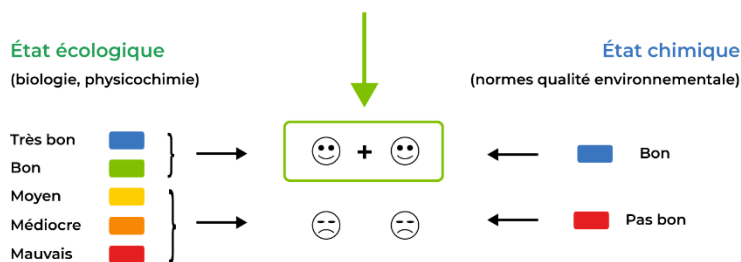 État écologique
(biologie, physicochimie)
État chimique
(normes qualité environnementale)
Très bon
Bon
Moyen
Médiocre
Mauvais
+
Bon
Pas bon